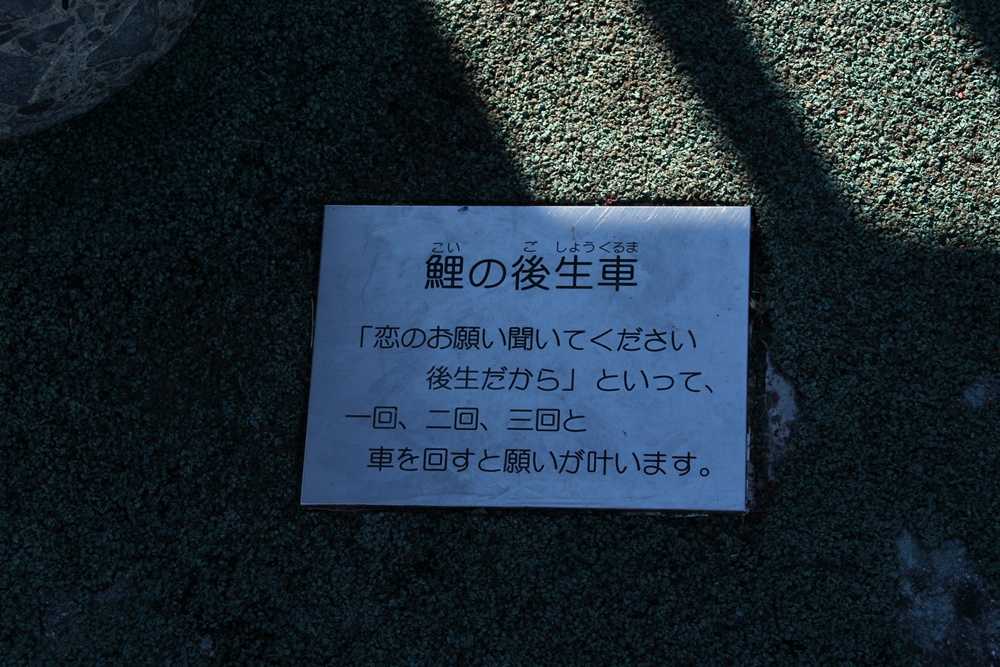 こい ご しょうくるま
鯉の後生車
「恋のお願い聞いてください
後生だから」といって、
一回、二回、三回と
車を回すと願いが叶います。